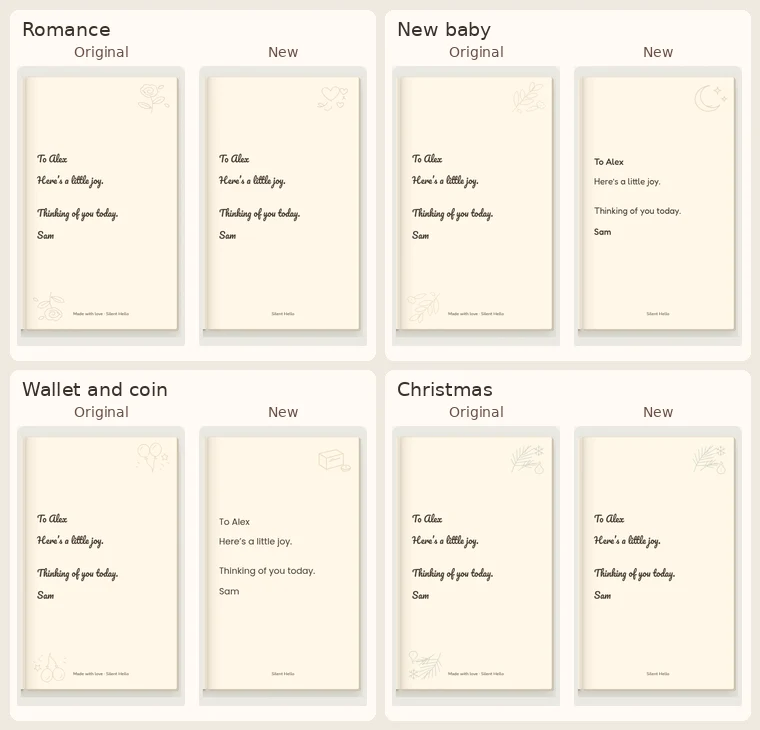 Romance
Original
New
To Alex
Here's a little joy.
Thinking of you today.
Sam
Made with love · Silent Hello
To Alex
Here's a little joy.
Thinking of you today.
Sam
Silent Hello
New baby
Original
New
To Alex
Here's a little joy.
Thinking of you today.
Sam
Made with love · Silent Hello
To Alex
Here's a little joy.
Thinking of you today.
Sam
Silent Hello
Wallet and coin
Original
New
To Alex
Here's a little joy.
Thinking of you today.
Sam
Made with love · Silent Hello
To Alex
Here's a little joy.
Thinking of you today.
Sam
Silent Hello
Christmas
Original
New
To Alex
Here's a little joy.
Thinking of you today.
Sam
Made with love · Silent Hello
To Alex
Here's a little joy.
Thinking of you today.
Sam
Silent Hello